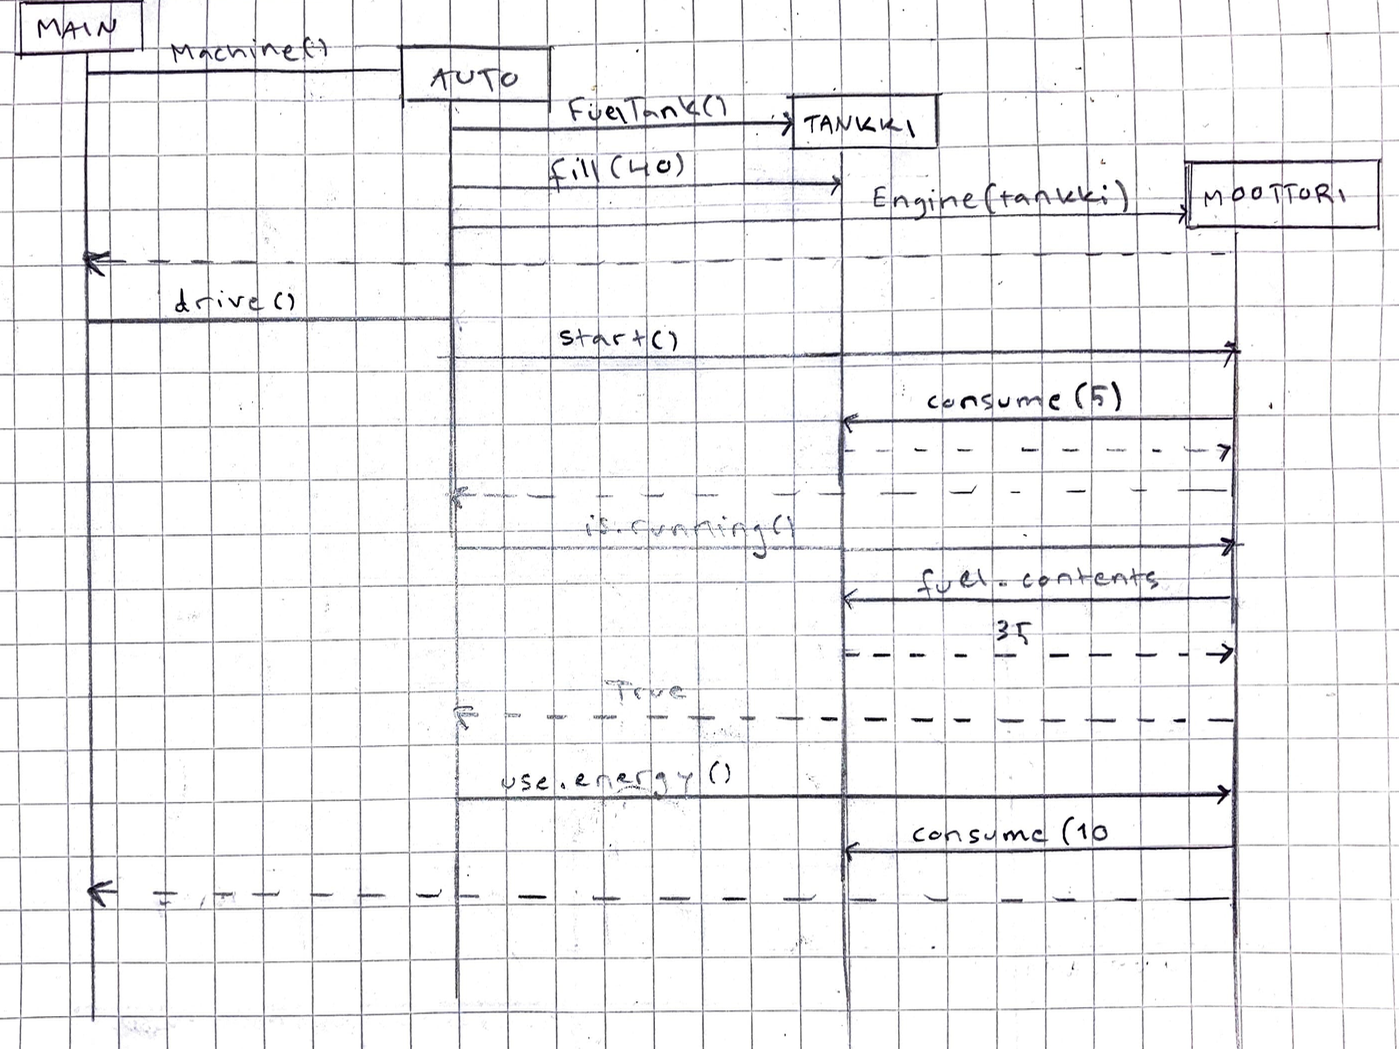 MAIN
Machine()
AUTO
FuelTank()
TANKKI
fill(40)
Engine(tankki)
MOOTTORI
drive()
start()
consume (5)
is.running()
fuel.contents
35
True
use.energy()
consume (10